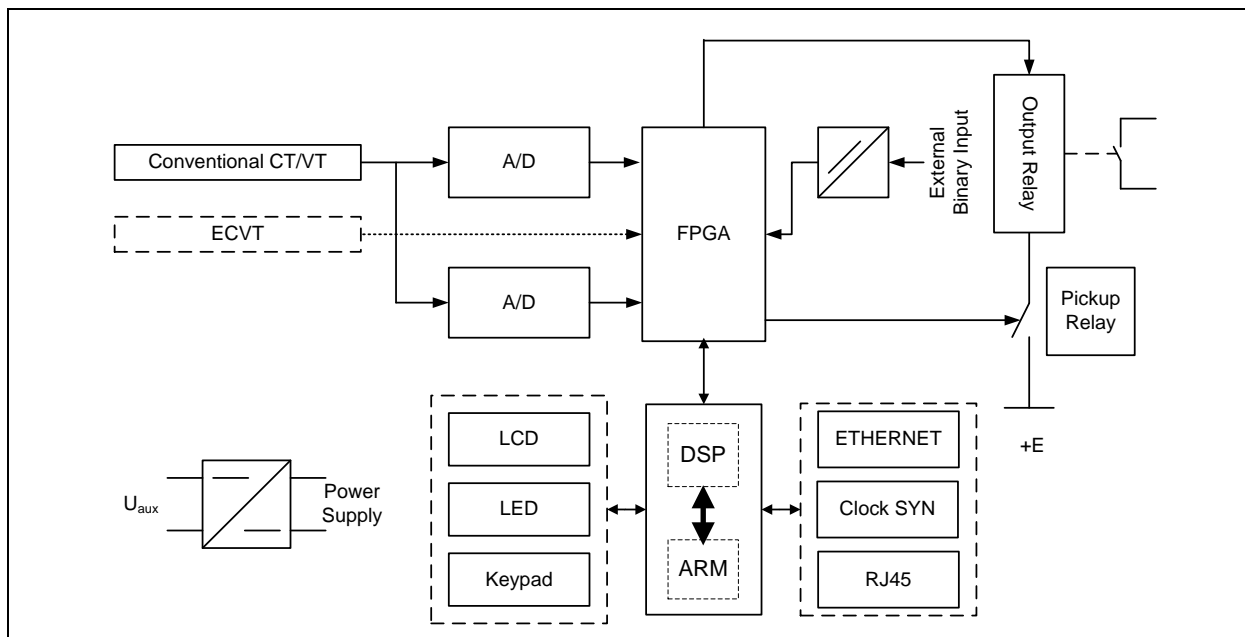 Conventional CT/VT
A/D
ECVT
A/D
FPGA
External
Binary Input
Output Relay
Pickup
Relay
+E
LCD
LED
Keypad
DSP
ARM
ETHERNET
Clock SYN
RJ45
Uaux
Power
Supply